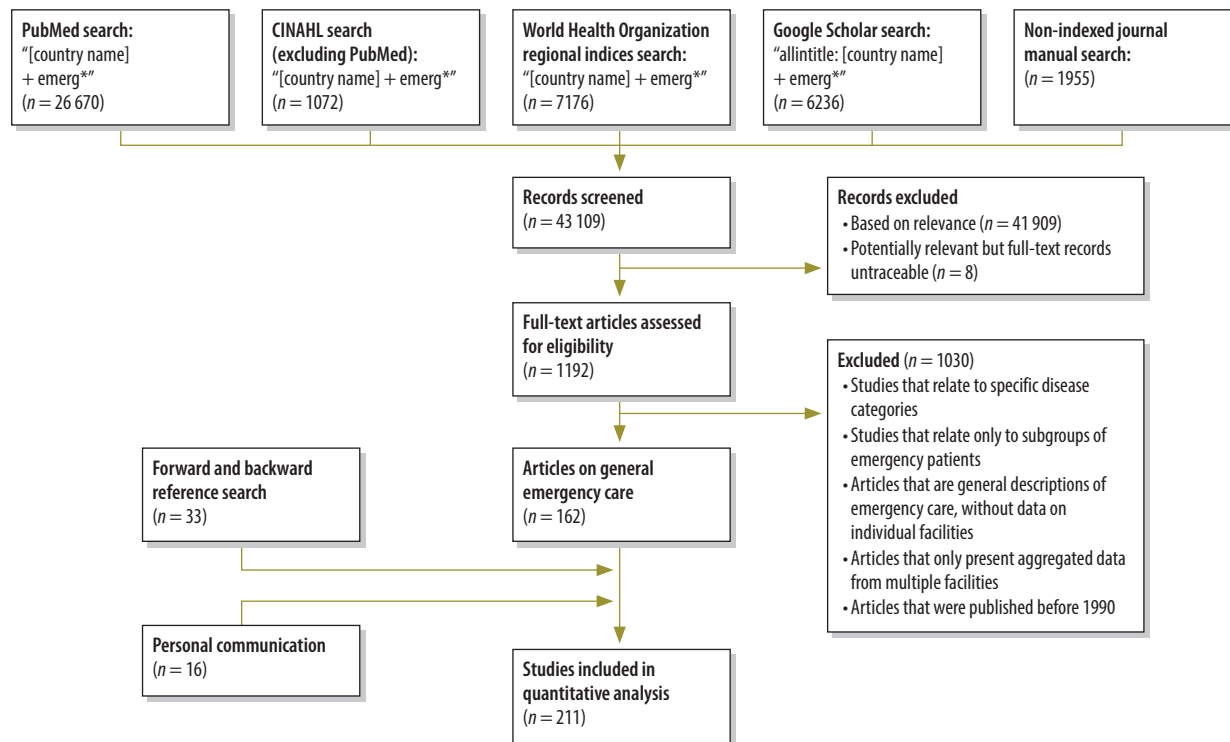 PubMed search:
“[country name]
+ emerg*”
(n = 26 670)
CINAHL search
(excluding PubMed):
“[country name] + emerg*”
(n = 1072)
World Health Organization
regional indices search:
“[country name] + emerg*”
(n = 7176)
Google Scholar search:
“allintitle: [country name]
+ emerg*”
(n = 6236)
Non-indexed journal
manual search:
(n = 1955)
Records screened
(n = 43 109)
Records excluded
• Based on relevance (n = 41 909)
• Potentially relevant but full-text records
untraceable (n = 8)
Full-text articles assessed
for eligibility
(n = 1192)
Excluded (n = 1030)
• Studies that relate to specific disease
categories
• Studies that relate only to subgroups of
emergency patients
• Articles that are general descriptions of
emergency care, without data on
individual facilities
• Articles that only present aggregated data
from multiple facilities
• Articles that were published before 1990
Forward and backward
reference search
(n = 33)
Articles on general
emergency care
(n = 162)
Personal communication
(n = 16)
Studies included in
quantitative analysis
(n = 211)